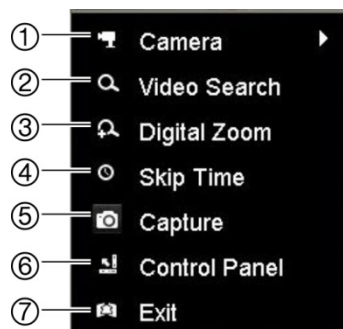 ① Camera
② Video Search
③ Digital Zoom
④ Skip Time
⑤ Capture
⑥ Control Panel
⑦ Exit